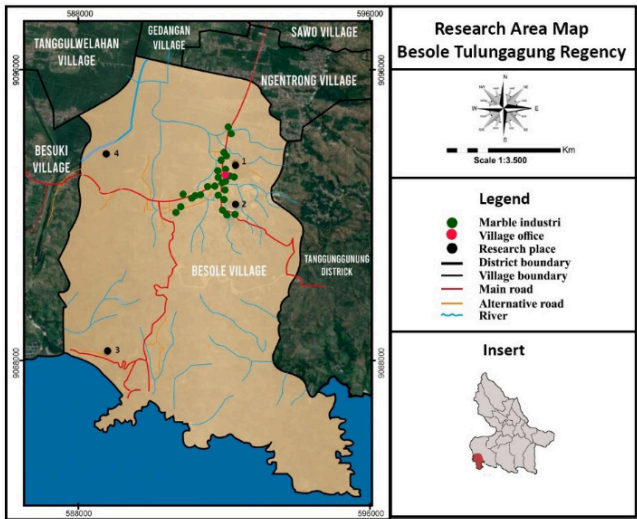 588000
596000
9096000
9096000
9088000
9088000
588000
596000
TANGGULWELAHAN
VILLAGE
GEDANGAN
VILLAGE
SAWO VILLAGE
NGENTRONG VILLAGE
BESUKI
VILLAGE
4
1
2
BESOLE VILLAGE
TANGGUNGGUNUNG
DISTRICK
3
Research Area Map
Besole Tulungagung Regency
N
W
E
S
Km
Scale 1:3.500
Legend
Marble industri
Village office
Research place
District boundary
Village boundary
Main road
Alternative road
River
Insert